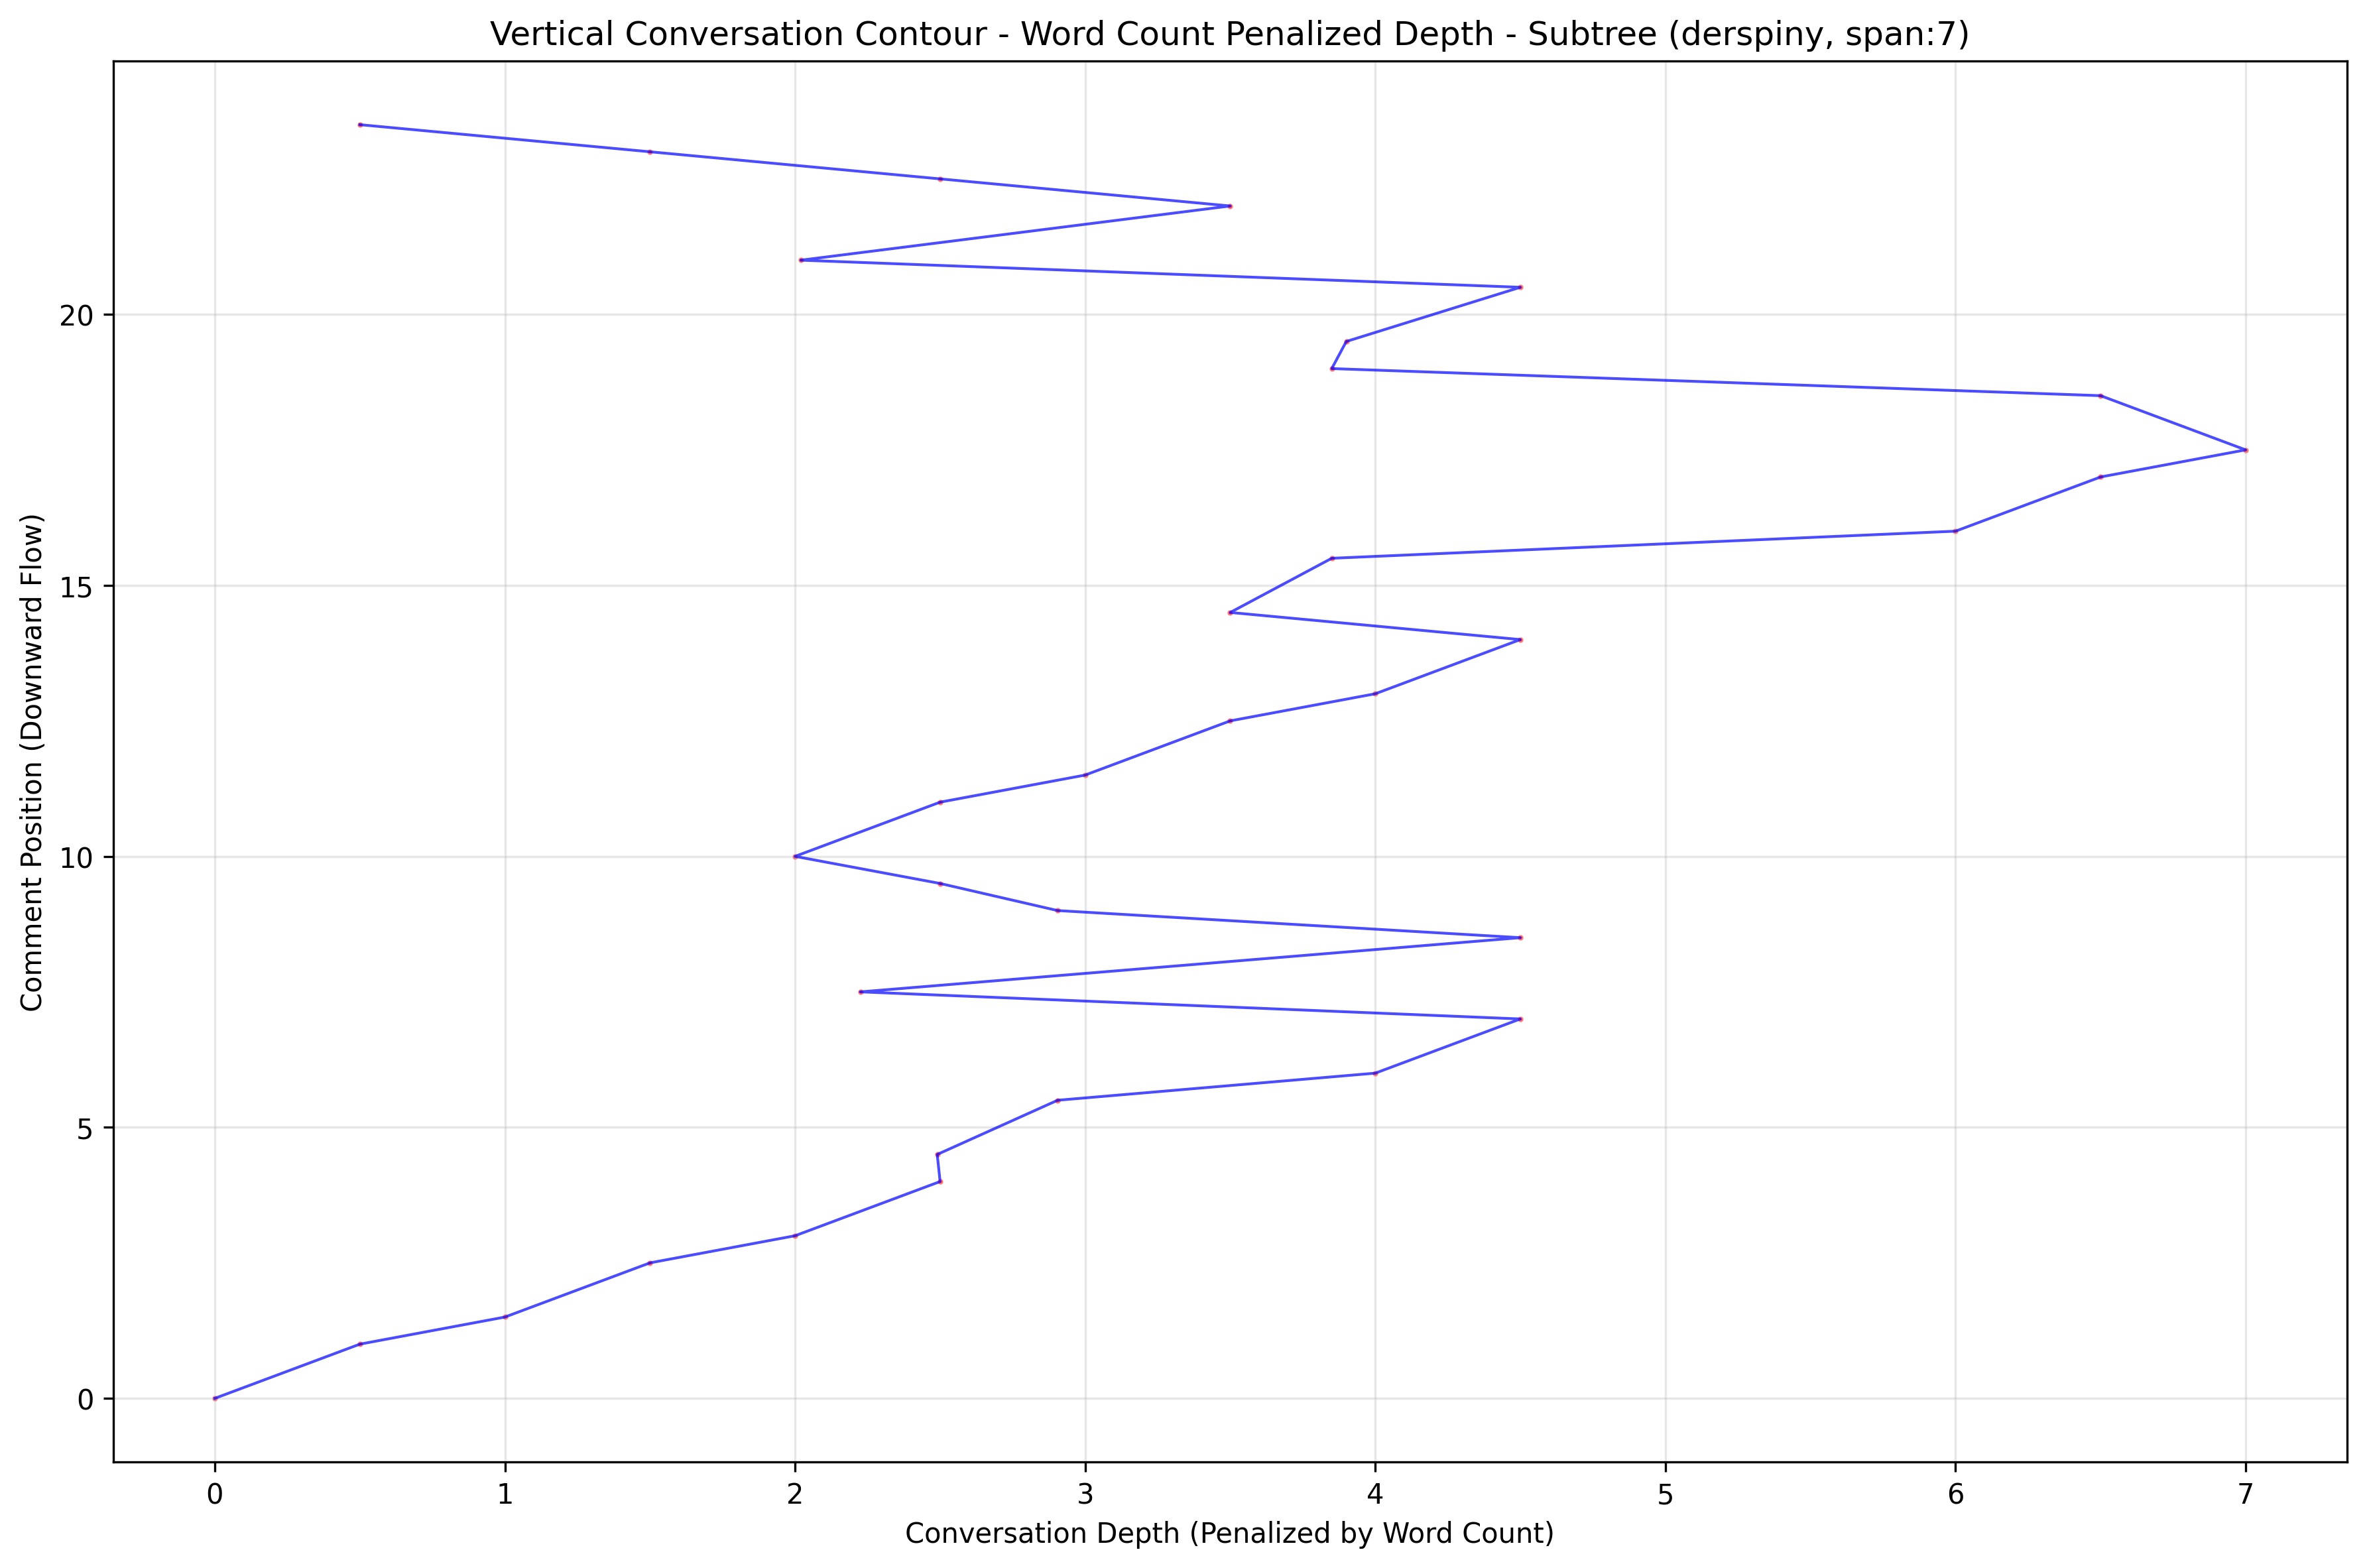 Vertical Conversation Contour - Word Count Penalized Depth - Subtree (derspiny, span:7)
Comment Position (Downward Flow)
20
15
10
5
0
0 1 2 3 4 5 6 7
Conversation Depth (Penalized by Word Count)